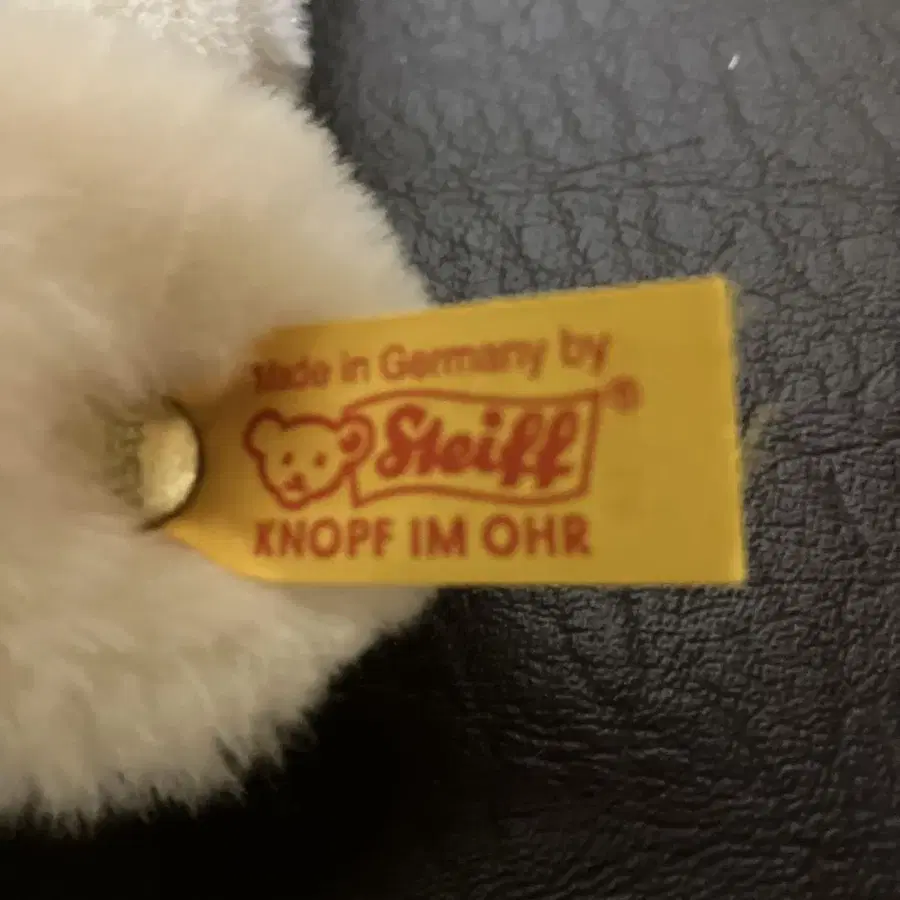 Made in Germany by
Steiff®
KNOPF IM OHR